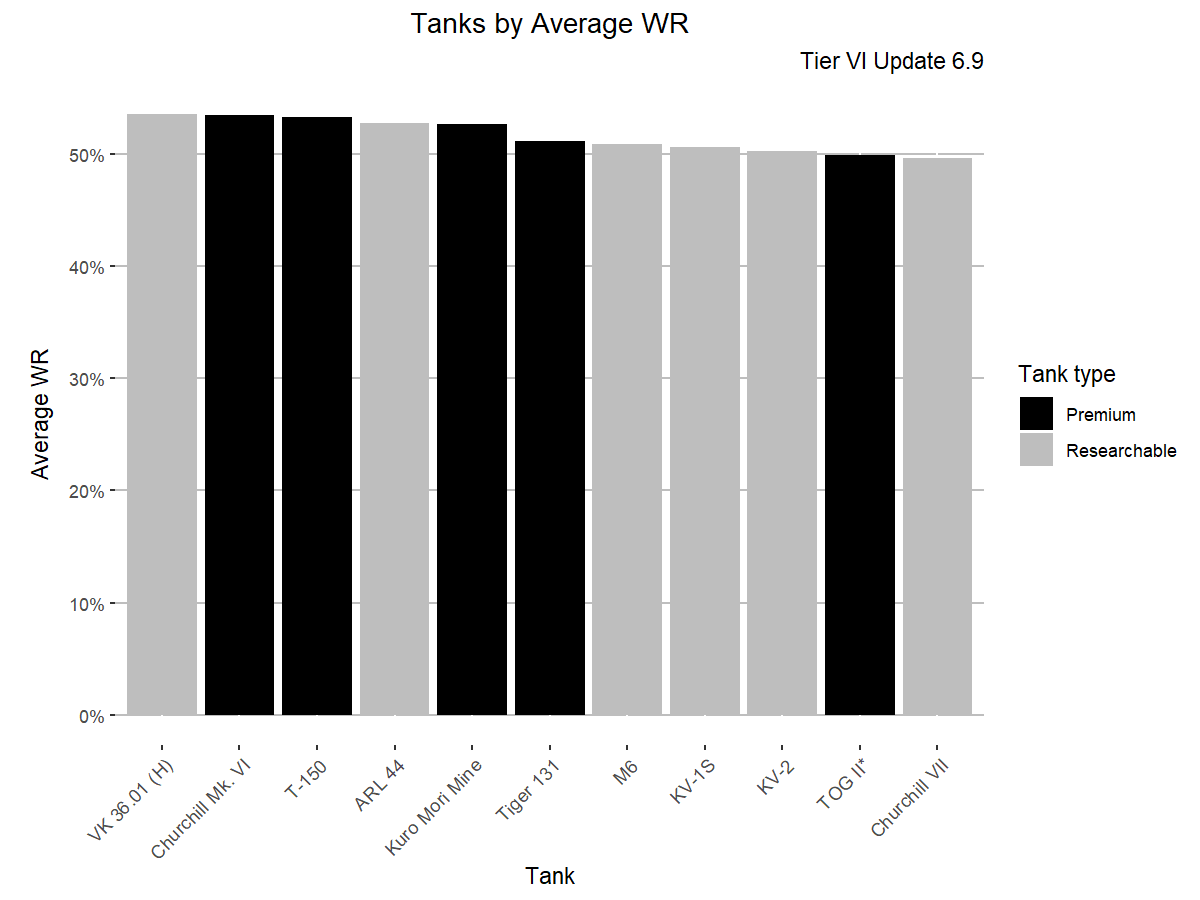 Tanks by Average WR
Tier VI Update 6.9
Average WR
50%
40%
30%
20%
10%
0%
VK 36.01 (H)
Churchill Mk. VI
T-150
ARL 44
Kuro Mori Mine
Tiger 131
M6
KV-1S
KV-2
TOG II*
Churchill VII
Tank
Tank type
Premium
Researchable